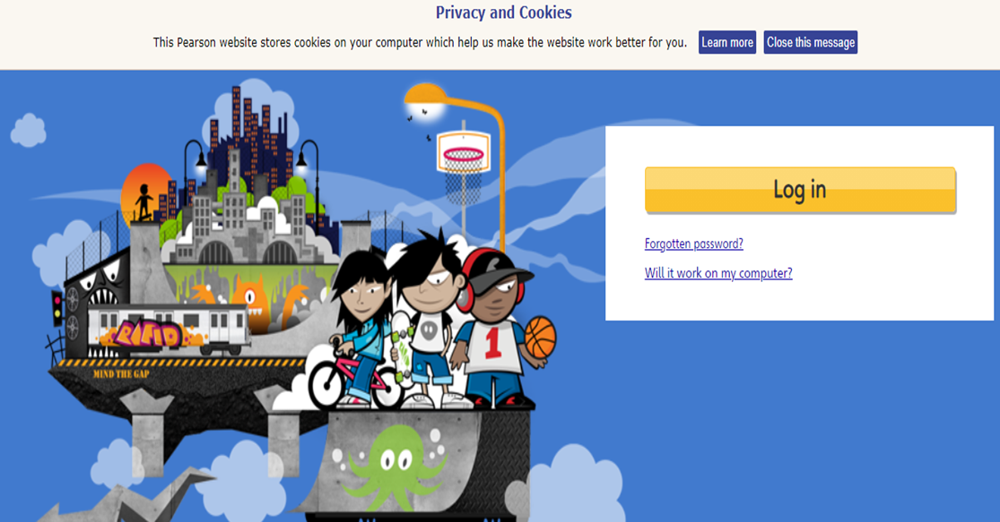 Privacy and Cookies
This Pearson website stores cookies on your computer which help us make the website work better for you. Learn more Close this message
Log in
Forgotten password?
Will it work on my computer?
1
MIND THE GAP